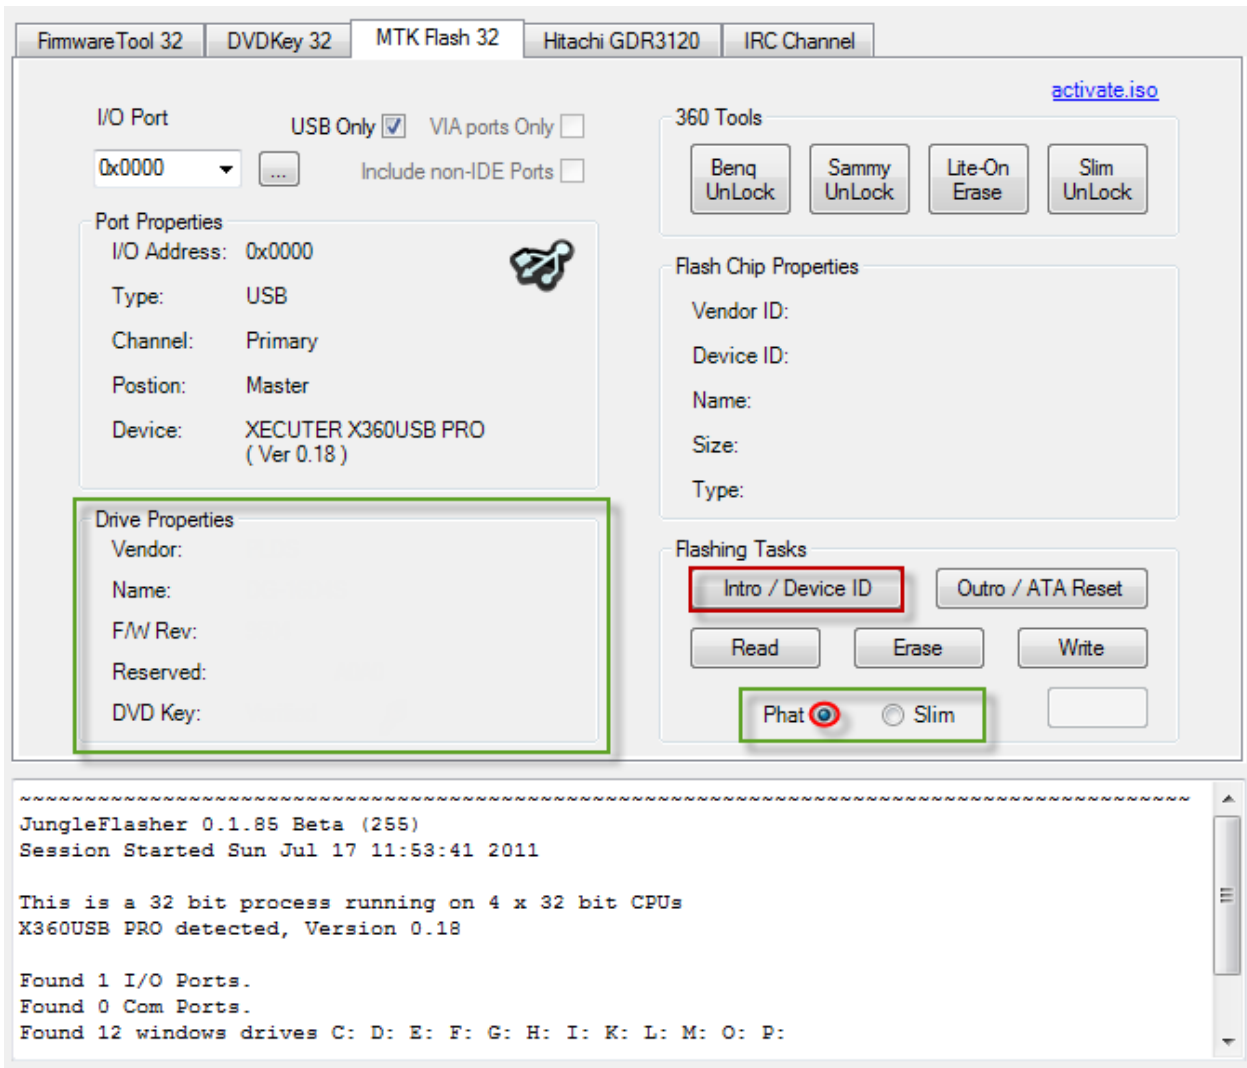 FirmwareTool 32 DVDKey 32 MTK Flash 32 Hitachi GDR3120 IRC Channel
activate.iso
I/O Port USB Only VIA ports Only
0x0000 ... Include non-IDE Ports
Port Properties
I/O Address: 0x0000
Type: USB
Channel: Primary
Postion: Master
Device: XECUTER X360USB PRO
( Ver 0.18 )
Drive Properties
Vendor:
Name:
F/W Rev:
Reserved:
DVD Key:
360 Tools
Benq UnLock
Sammy UnLock
Lite-On Erase
Slim UnLock
Flash Chip Properties
Vendor ID:
Device ID:
Name:
Size:
Type:
Flashing Tasks
Intro / Device ID Outro / ATA Reset
Read Erase Write
Phat Slim
~~~~~~~~~~~~~~~~~~~~~~~~~~~~~~~~~~~~~~~~~~~~~~~~~~~~~~~~~~~~~~~~~~~~~~~~~~~~~~~~~~~~~~~~~~
JungleFlasher 0.1.85 Beta (255)
Session Started Sun Jul 17 11:53:41 2011
This is a 32 bit process running on 4 x 32 bit CPUs
X360USB PRO detected, Version 0.18
Found 1 I/O Ports.
Found 0 Com Ports.
Found 12 windows drives C: D: E: F: G: H: I: K: L: M: O: P: